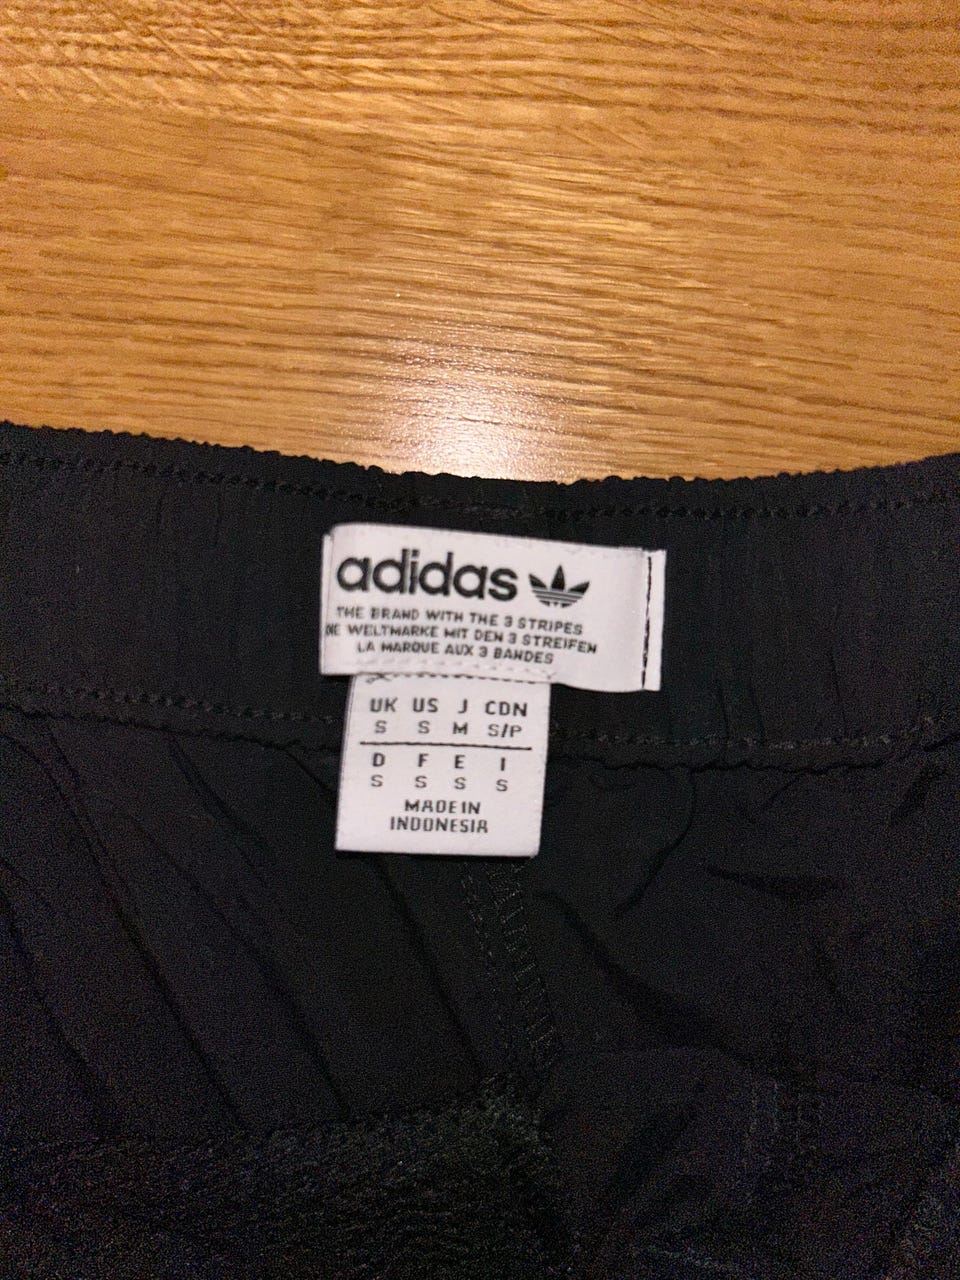 adidas
THE BRAND WITH THE 3 STRIPES
DIE WELTMARKE MIT DEN 3 STREIFEN
LA MARQUE AUX 3 BANDES
UK US J CDN
S S M S/P
D F E I
S S S S
MADE IN
INDONESIA